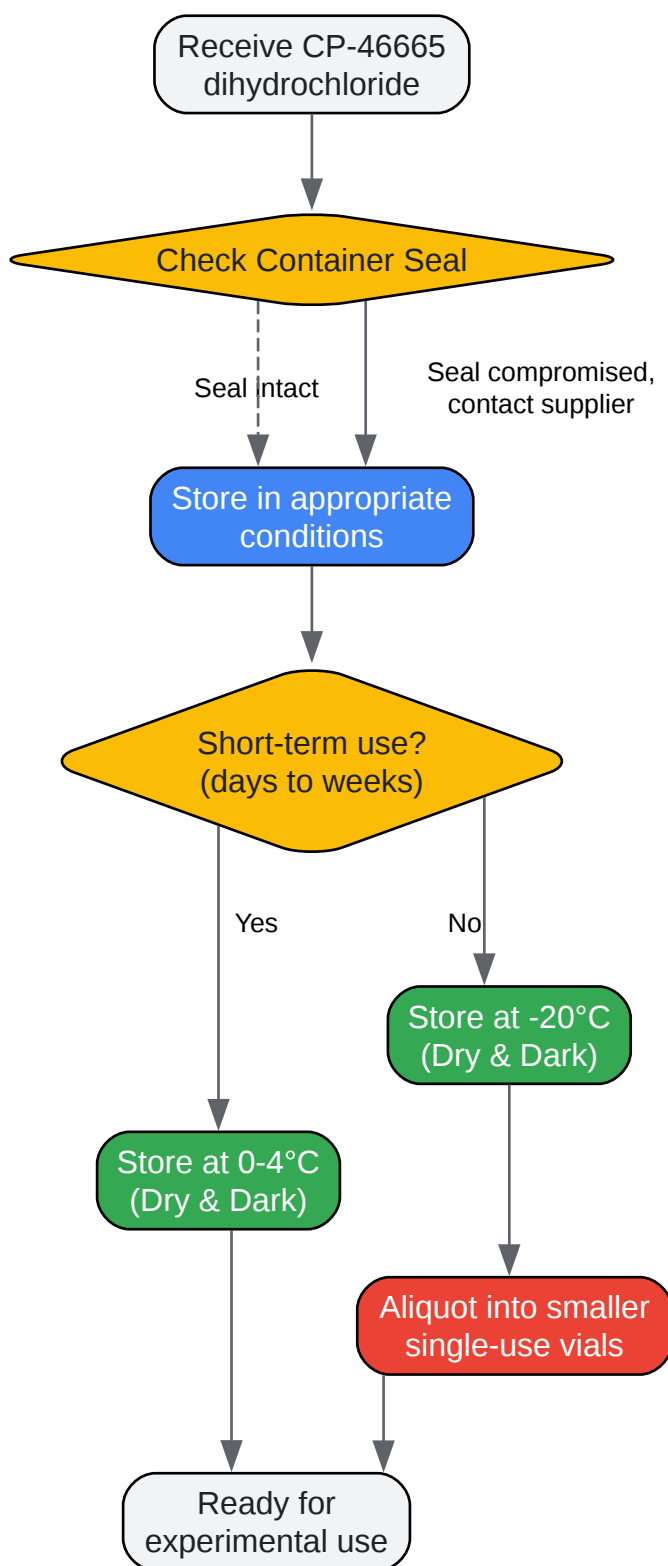 Receive CP-46665
dihydrochloride
Check Container Seal
Seal intact
Seal compromised,
contact supplier
Store in appropriate
conditions
Short-term use?
(days to weeks)
Yes
No
Store at -20°C
(Dry & Dark)
Store at 0-4°C
(Dry & Dark)
Aliquot into smaller
single-use vials
Ready for
experimental use